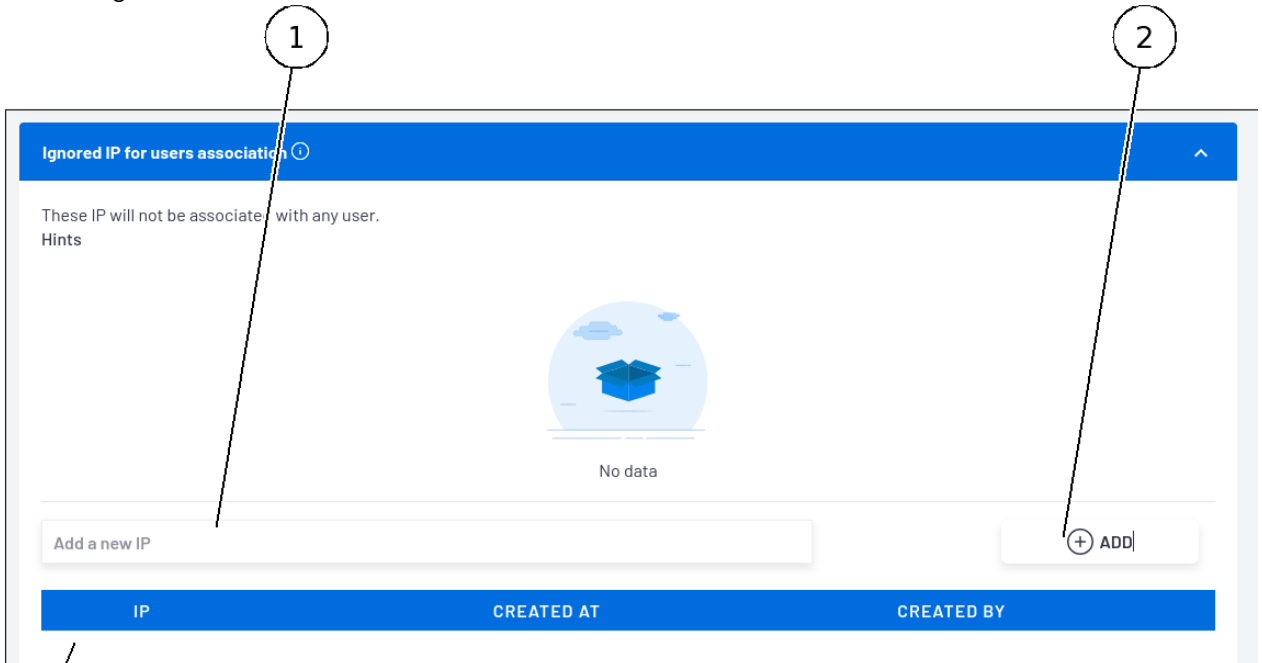 1
2
Ignored IP for users association
These IP will not be associated with any user.
Hints
No data
Add a new IP
ADD
IP CREATED AT CREATED BY